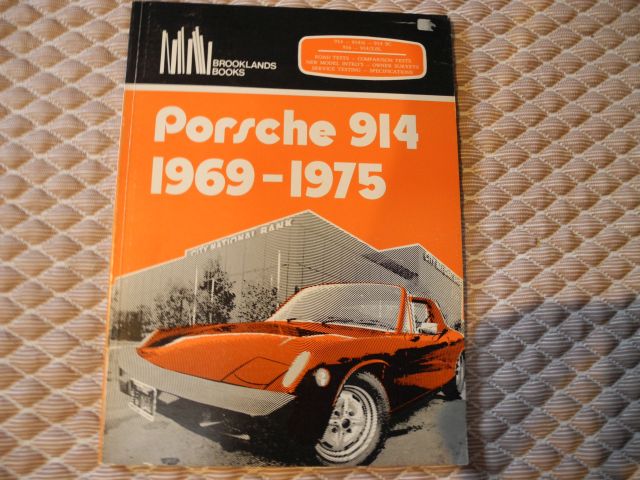 BROOKLANDS
BOOKS
ROAD TESTS - COMPARISON TESTS
NEW MODEL INTRO'S - OWNER SURVEYS
SERVICE TESTING - SPECIFICATIONS
Porsche 914
1969-1975
CITY NATIONAL BANK